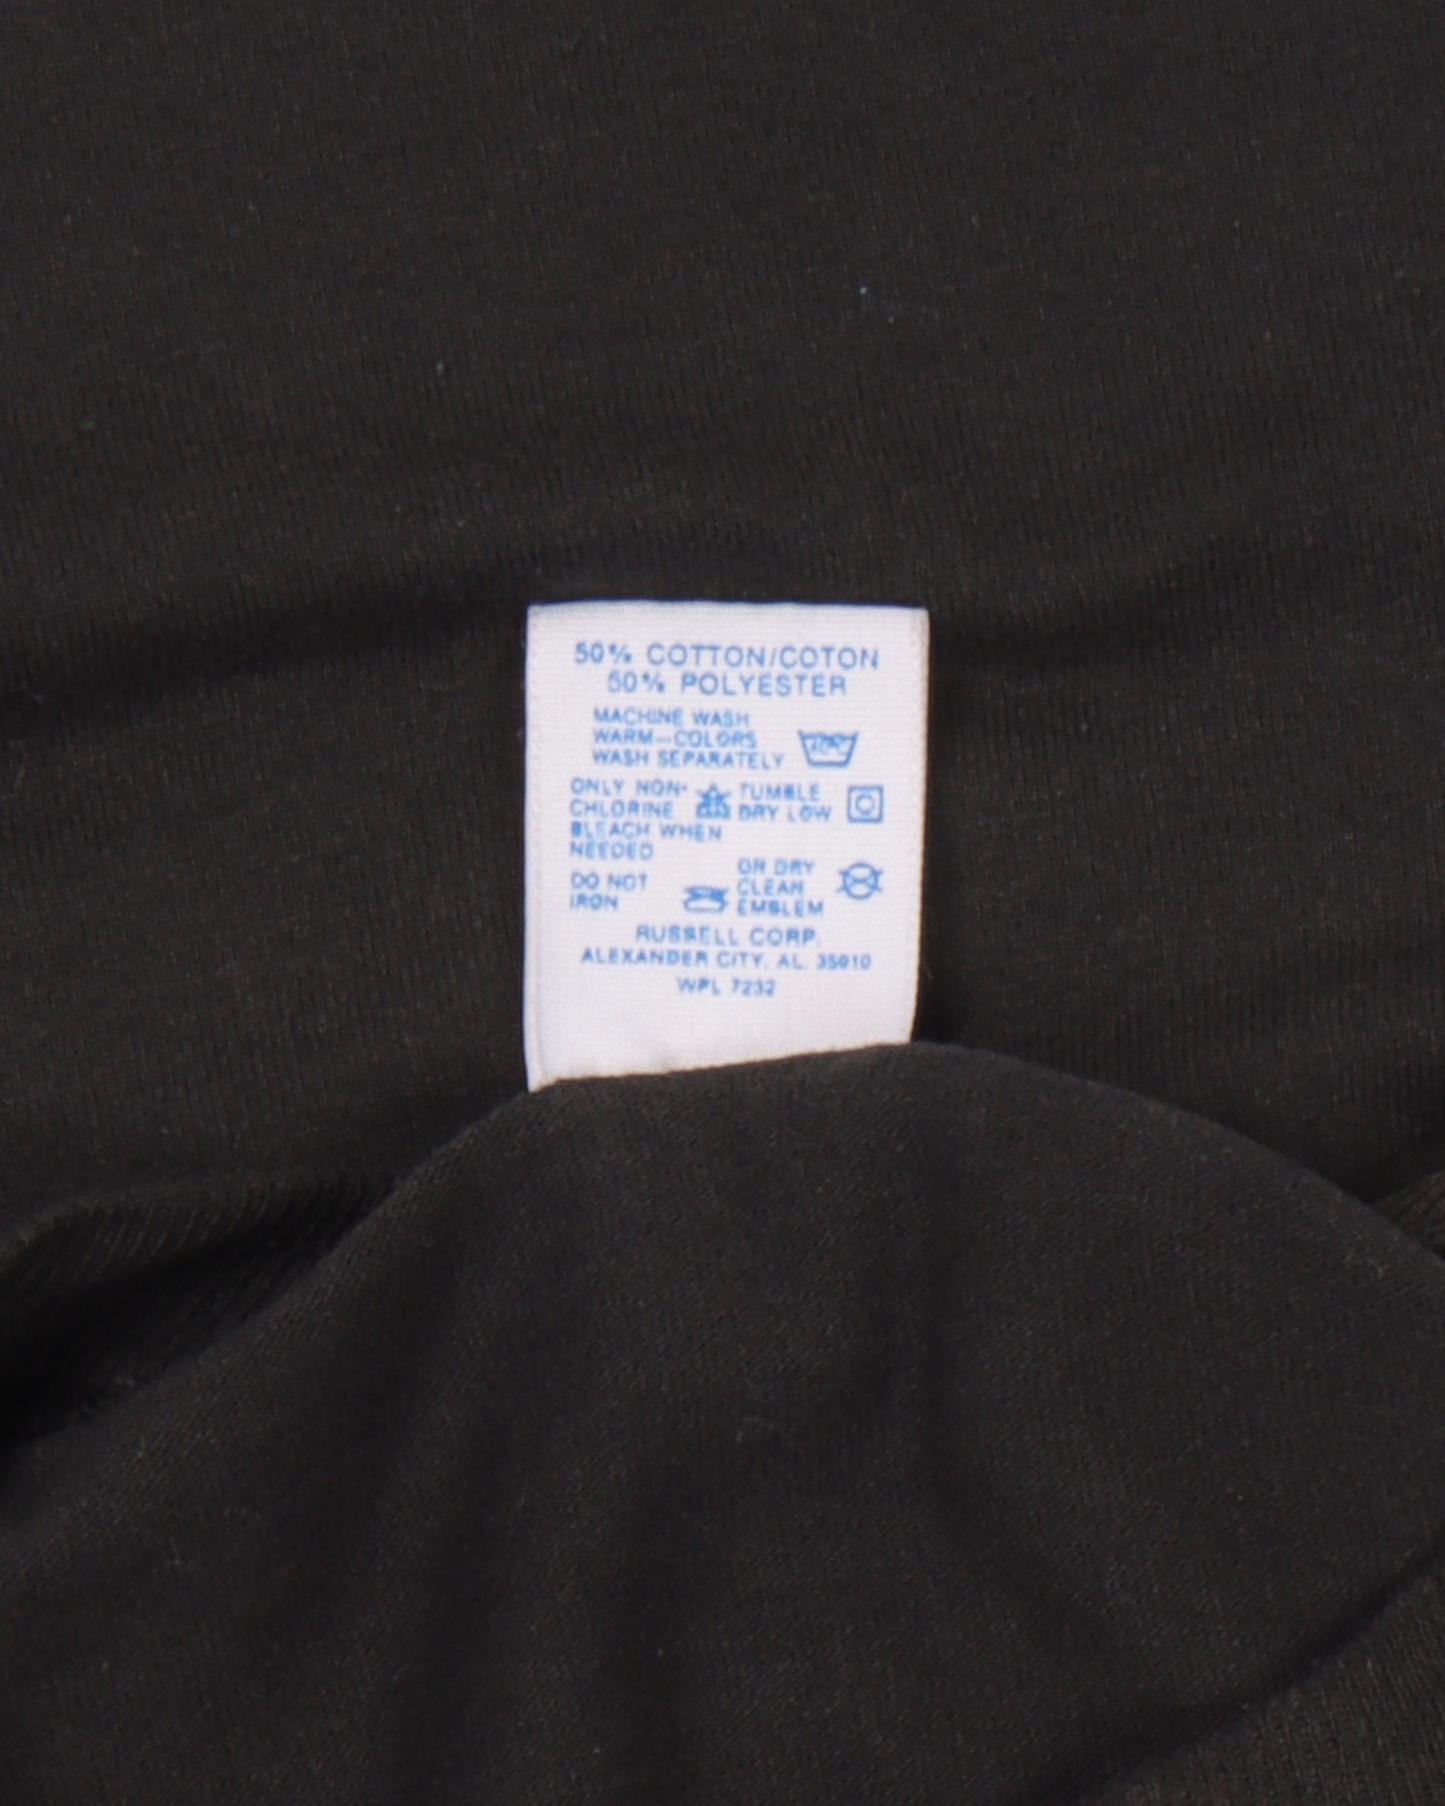 50% COTTON/COTON
50% POLYESTER
MACHINE WASH
WARM—COLORS
WASH SEPARATELY
ONLY NON-
CHLORINE
BLEACH WHEN
NEEDED
TUMBLE
DRY LOW
DO NOT
IRON
OR DRY
CLEAN
EMBLEM
RUSSELL CORP.
ALEXANDER CITY, AL. 35010
WPL 7232